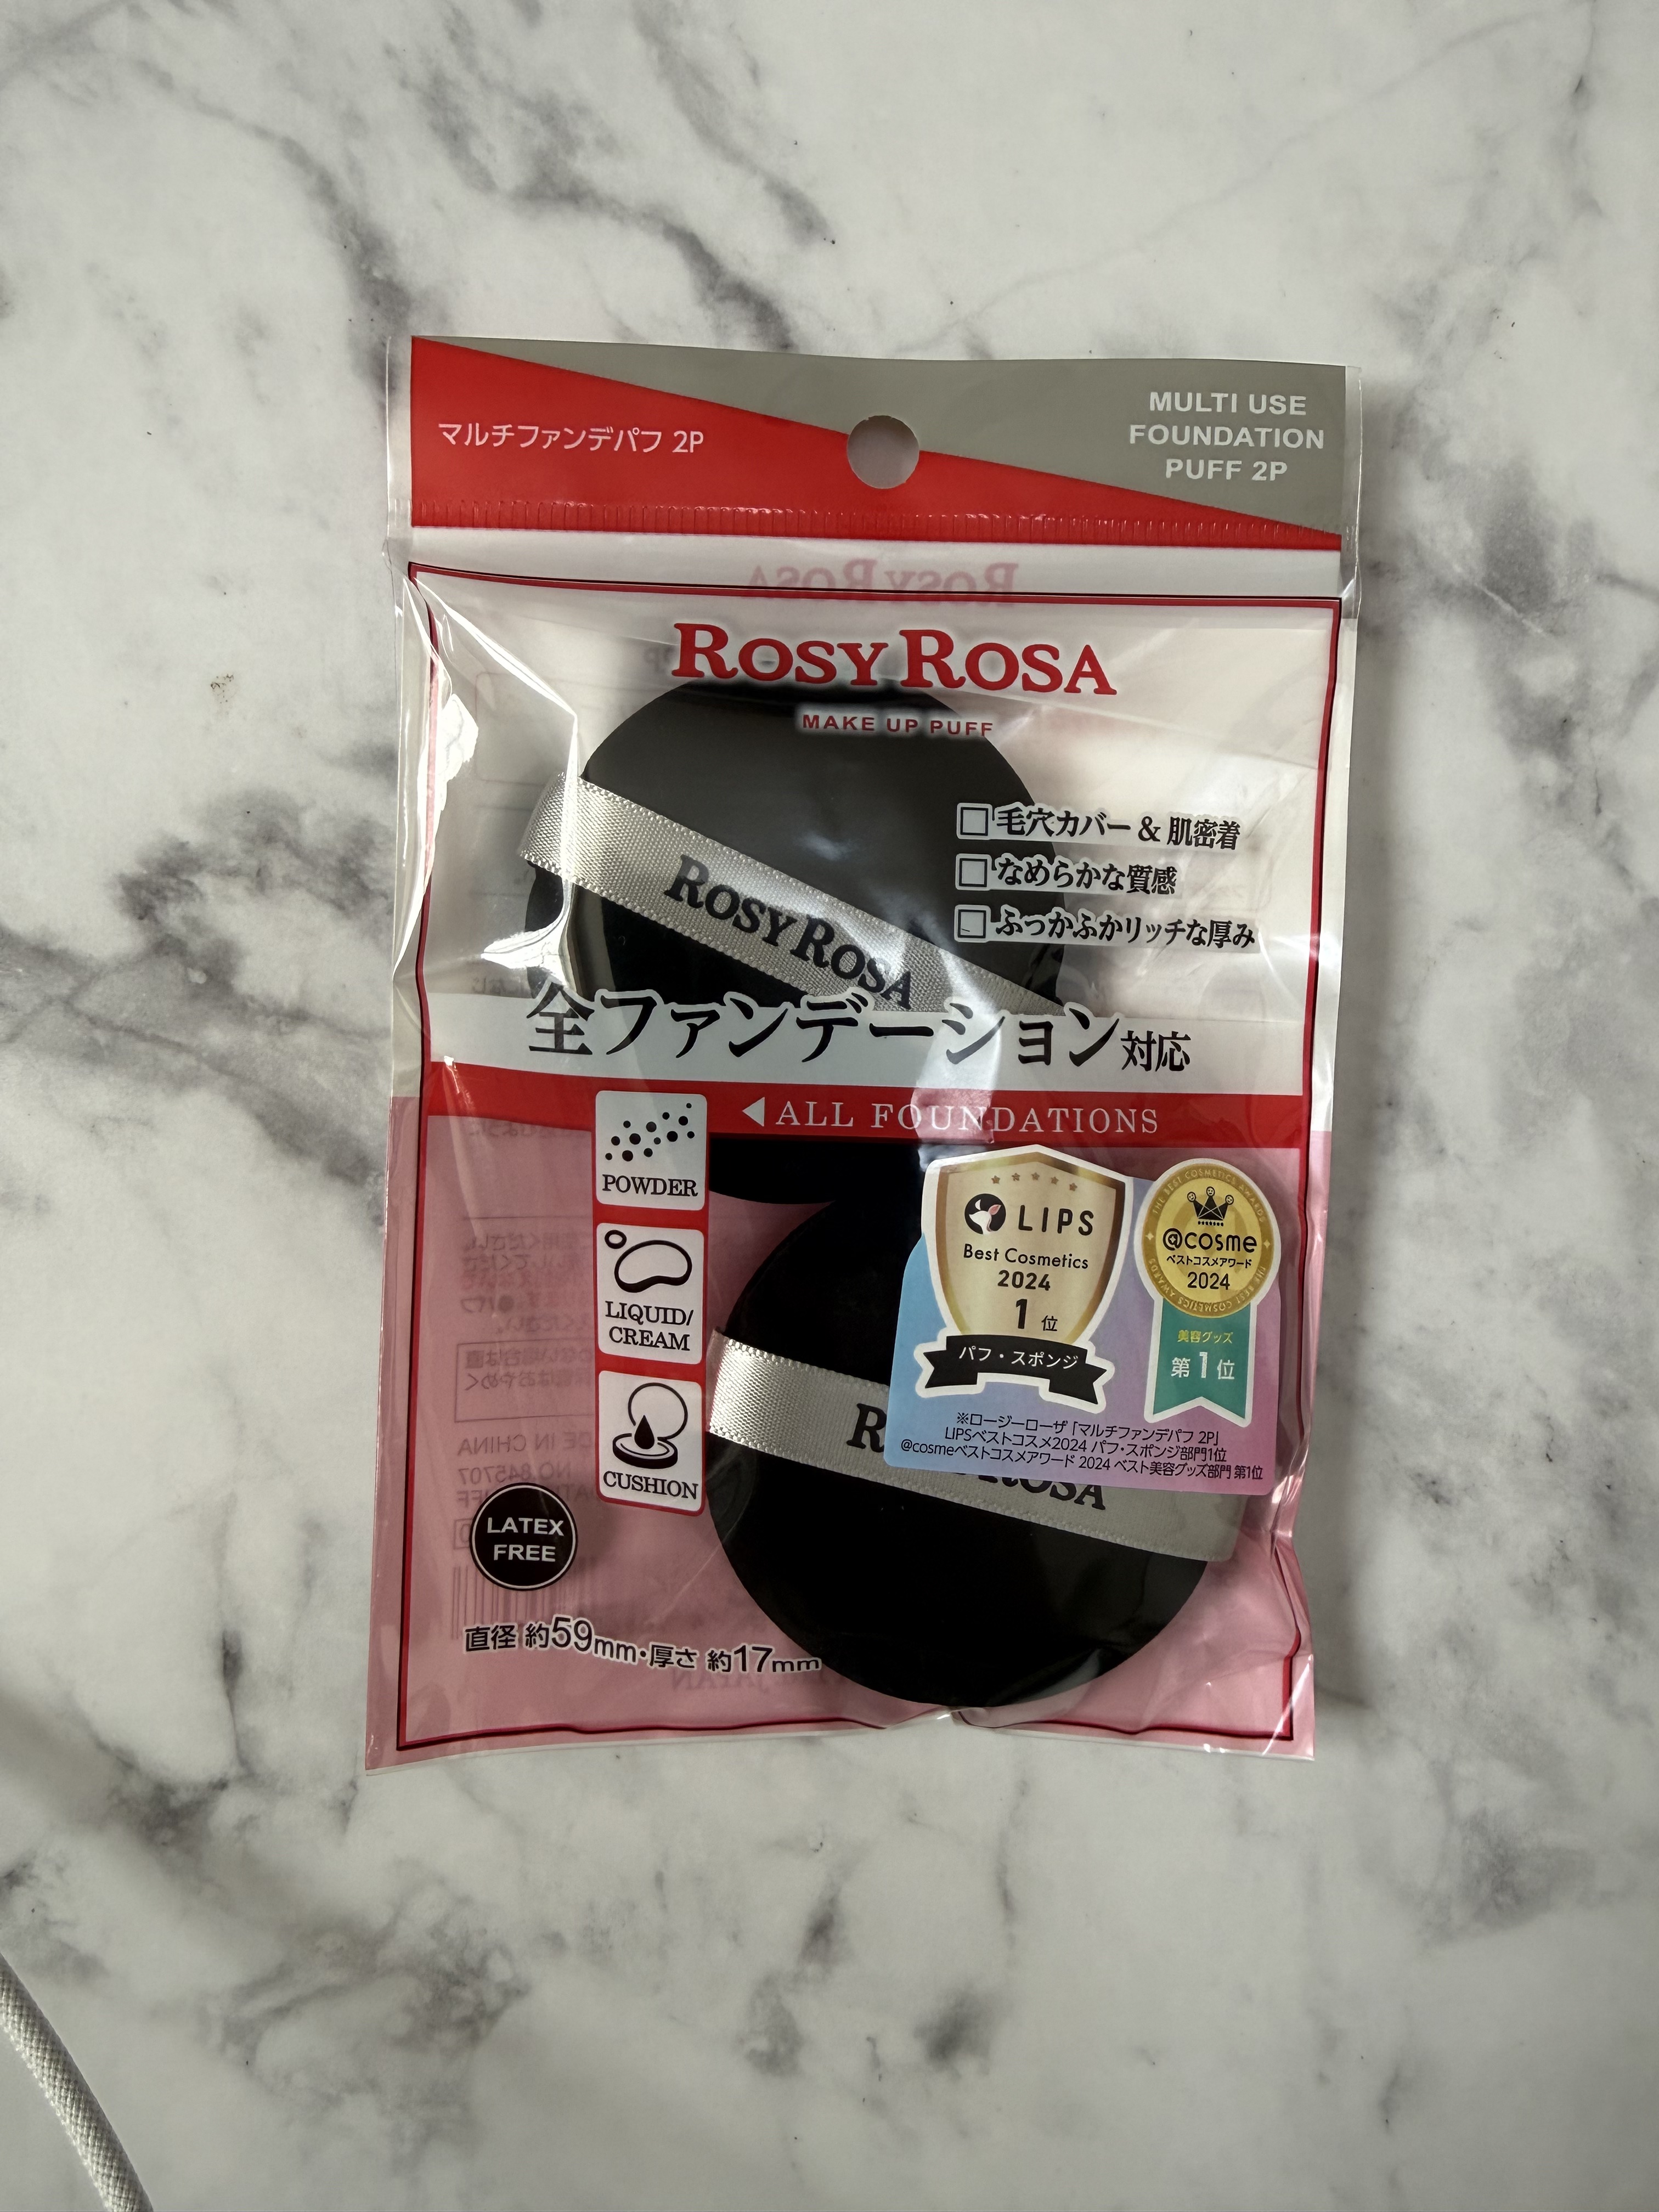 マルチファンデパフ 2P
MULTI USE
FOUNDATION
PUFF 2P
ROSY ROSA
MAKE UP PUFF
□毛穴カバー & 肌密着
□なめらかな質感
□ふっかふかリッチな厚み
ROSY ROSA
全ファンデーション対応
◀ALL FOUNDATIONS
POWDER
LIQUID/
CREAM
CUSHION
LIPS
Best Cosmetics
2024
1位
パフ・スポンジ
THE BEST COSMETICS AWARDS
@cosme
ベストコスメアワード
2024
美容グッズ
第1位
※ロージーローザ「マルチファンデパフ 2P」
LIPSベストコスメ2024 パフ・スポンジ部門1位
@cosmeベストコスメアワード 2024 ベスト美容グッズ部門 第1位
LATEX
FREE
直径 約59mm・厚さ 約17mm